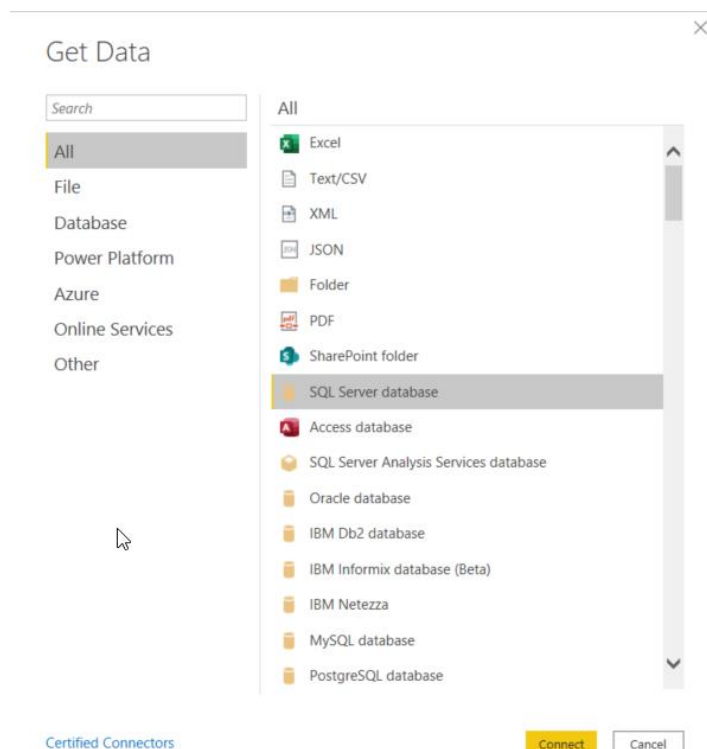 Get Data
Search
All
File
Database
Power Platform
Azure
Online Services
Other
All
Excel
Text/CSV
XML
JSON
Folder
PDF
SharePoint folder
SQL Server database
Access database
SQL Server Analysis Services database
Oracle database
IBM Db2 database
IBM Informix database (Beta)
IBM Netezza
MySQL database
PostgreSQL database
Certified Connectors
Connect
Cancel